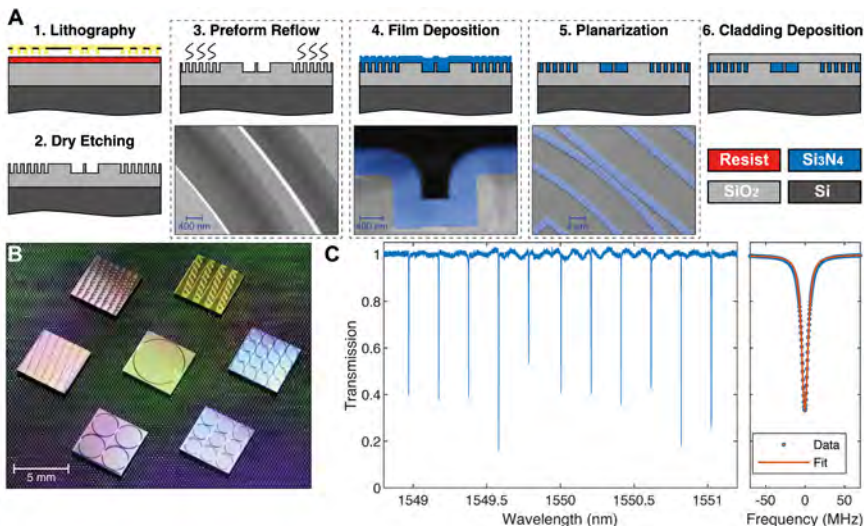 A
1. Lithography
3. Preform Reflow
4. Film Deposition
5. Planarization
6. Cladding Deposition
2. Dry Etching
400 nm
400 nm
Resist
Si3N4
SiO2
Si
B
5 mm
C
Transmission
1
0.8
0.6
0.4
0.2
0
1549
1549.5
1550
1550.5
1551
Wavelength (nm)
Data
Fit
-50
0
50
Frequency (MHz)